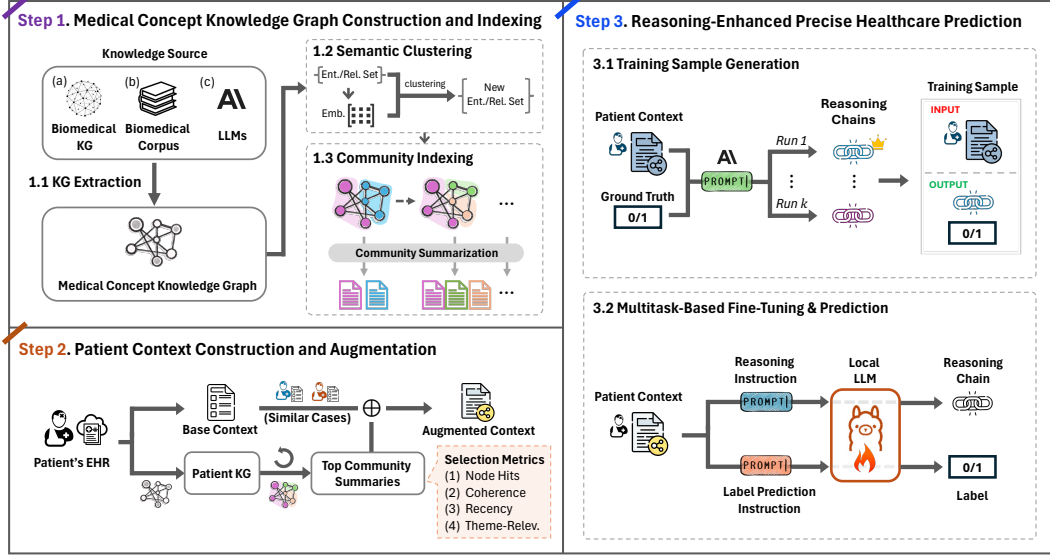 Step 1. Medical Concept Knowledge Graph Construction and Indexing
Knowledge Source
(a)
(b)
(c)
Biomedical
KG
Biomedical
Corpus
LLMs
1.1 KG Extraction
Medical Concept Knowledge Graph
1.2 Semantic Clustering
Ent./Rel. Set
Emb.
clustering
New
Ent./Rel. Set
1.3 Community Indexing
...
Community Summarization
...
Step 2. Patient Context Construction and Augmentation
Patient's EHR
Base Context
(Similar Cases)
Augmented Context
Patient KG
Top Community
Summaries
Selection Metrics
(1) Node Hits
(2) Coherence
(3) Recency
(4) Theme-Relev.
Step 3. Reasoning-Enhanced Precise Healthcare Prediction
3.1 Training Sample Generation
Patient Context
Ground Truth
0/1
A\
PROMPT
Run 1
⋮
Run k
Reasoning
Chains
⋮
Training Sample
INPUT
OUTPUT
0/1
3.2 Multitask-Based Fine-Tuning & Prediction
Patient Context
Reasoning
Instruction
PROMPT
PROMPT
Label Prediction
Instruction
Local
LLM
Reasoning
Chain
0/1
Label